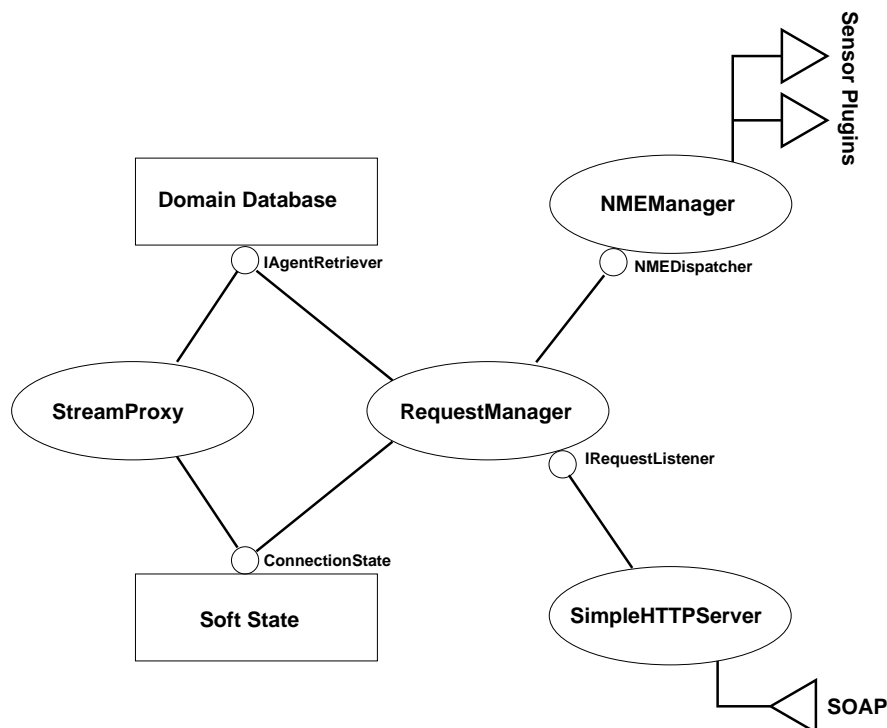 Sensor Plugins
Domain Database
NMEManager
IAgentRetriever
NMEDispatcher
StreamProxy
RequestManager
IRequestListener
ConnectionState
Soft State
SimpleHTTPServer
SOAP